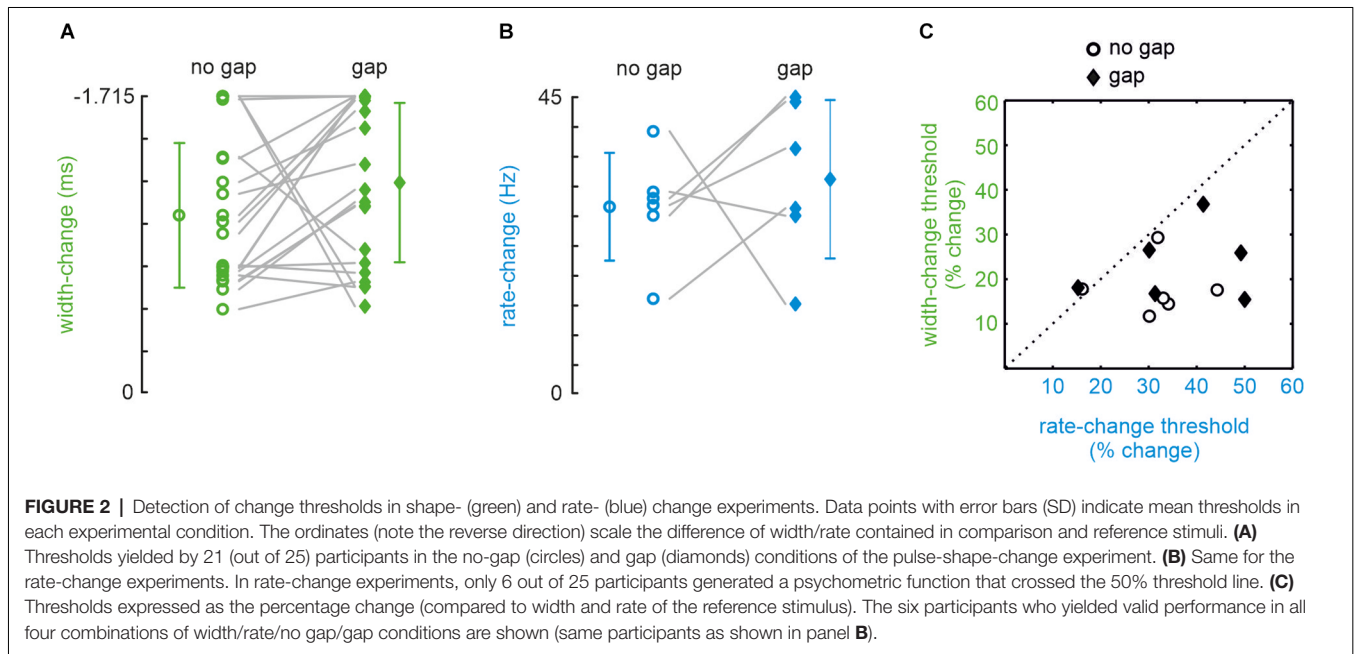 A
B
C
no gap
gap
no gap
gap
no gap
gap
-1.715
0
width-change (ms)
45
0
rate-change (Hz)
60
50
40
30
20
10
width-change threshold
(% change)
10 20 30 40 50 60
rate-change threshold
(% change)
FIGURE 2 | Detection of change thresholds in shape- (green) and rate- (blue) change experiments. Data points with error bars (SD) indicate mean thresholds in
each experimental condition. The ordinates (note the reverse direction) scale the difference of width/rate contained in comparison and reference stimuli. (A)
Thresholds yielded by 21 (out of 25) participants in the no-gap (circles) and gap (diamonds) conditions of the pulse-shape-change experiment. (B) Same for the
rate-change experiments. In rate-change experiments, only 6 out of 25 participants generated a psychometric function that crossed the 50% threshold line. (C)
Thresholds expressed as the percentage change (compared to width and rate of the reference stimulus). The six participants who yielded valid performance in all
four combinations of width/rate/no gap/gap conditions are shown (same participants as shown in panel B).